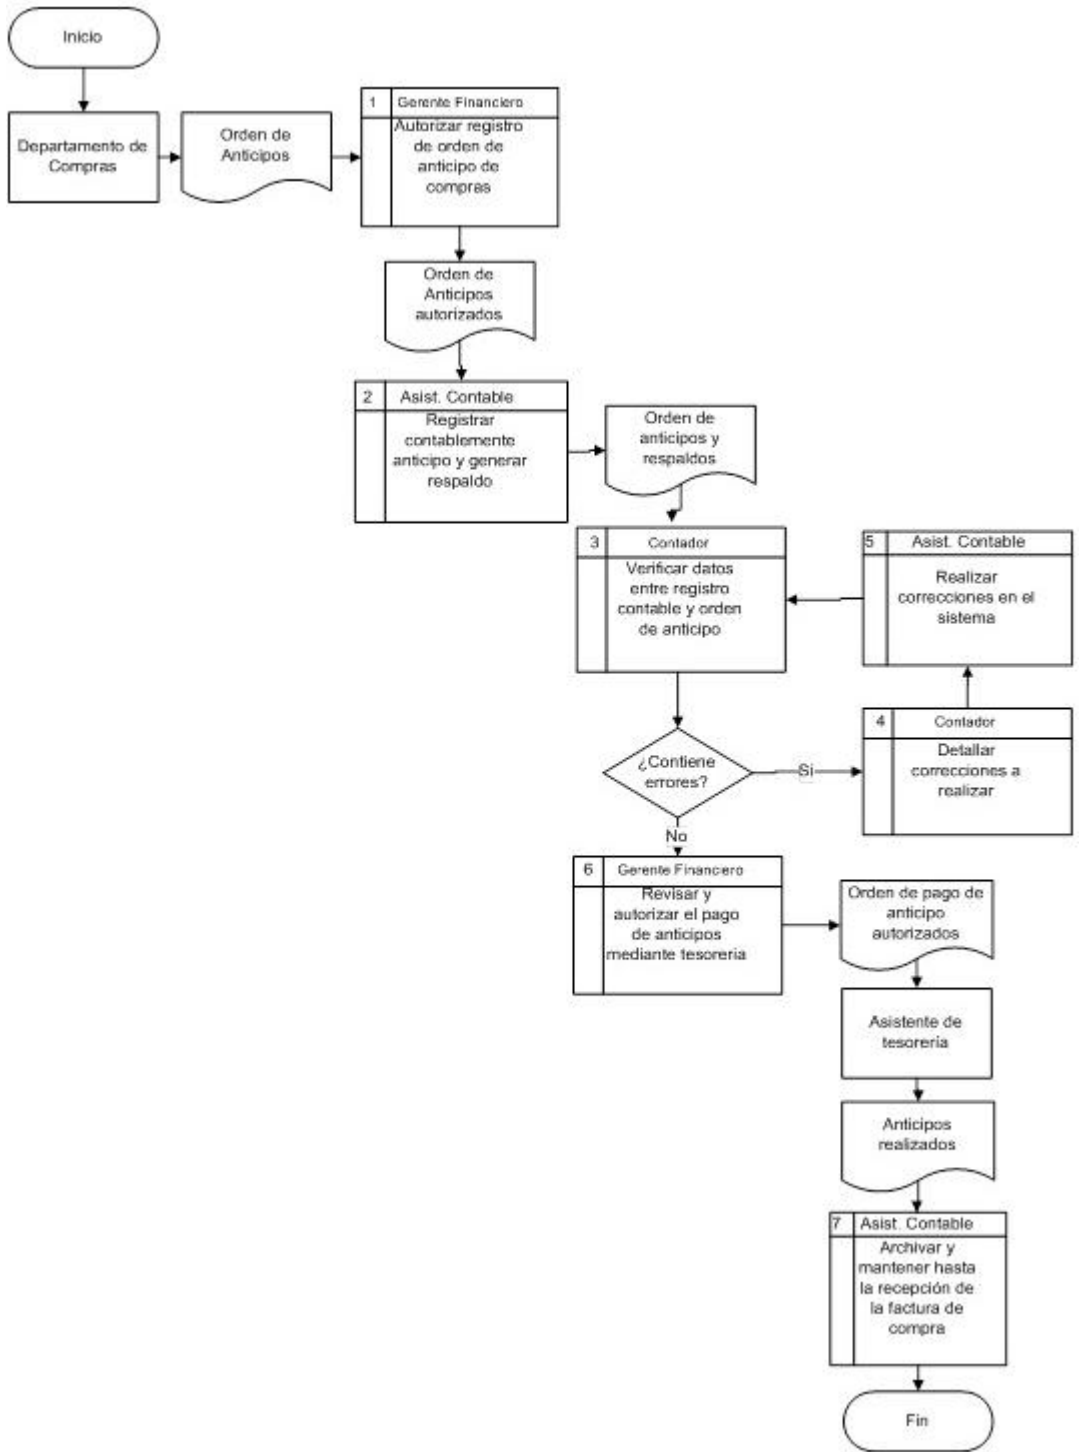 Inicio
Departamento de
Compras
Orden de
Anticipos
1
Gerente Financiero
Autorizar registro
de orden de
anticipo de
compras
Orden de
Anticipos
autorizados
2
Asist. Contable
Registrar
contablemente
anticipo y generar
respaldo
Orden de
anticipos y
respaldos
3
Contador
Verificar datos
entre registro
contable y orden
de anticipo
5
Asist. Contable
Realizar
correcciones en el
sistema
¿Contiene
errores?
Si
4
Contador
Detallar
correcciones a
realizar
No
6
Gerente Financiero
Revisar y
autorizar el pago
de anticipos
mediante tesoreria
Orden de pago de
anticipo
autorizados
Asistente de
tesoreria
Anticipos
realizados
7
Asist. Contable
Archivar y
mantener hasta
la recepción de
la factura de
compra
Fin